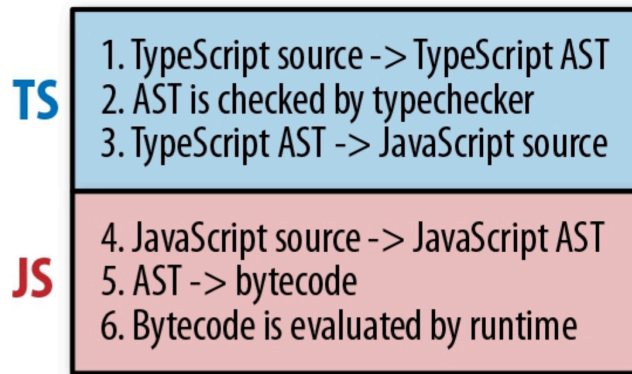 TS
1. TypeScript source -> TypeScript AST
2. AST is checked by typechecker
3. TypeScript AST -> JavaScript source
JS
4. JavaScript source -> JavaScript AST
5. AST -> bytecode
6. Bytecode is evaluated by runtime